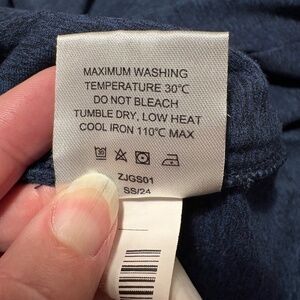 MAXIMUM WASHING
TEMPERATURE 30℃
DO NOT BLEACH
TUMBLE DRY, LOW HEAT
COOL IRON 110℃ MAX
ZJGS01
SS/24